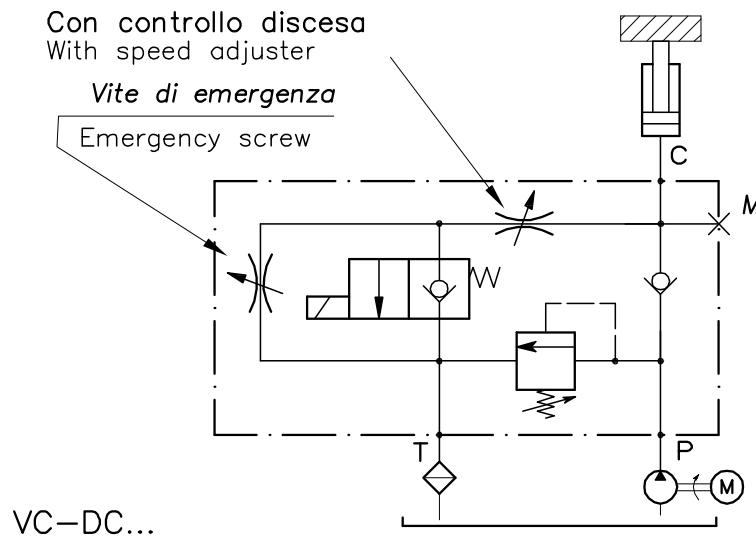 Con controllo discesa
With speed adjuster
Vite di emergenza
Emergency screw
C
M
T
P
M
VC-DC...